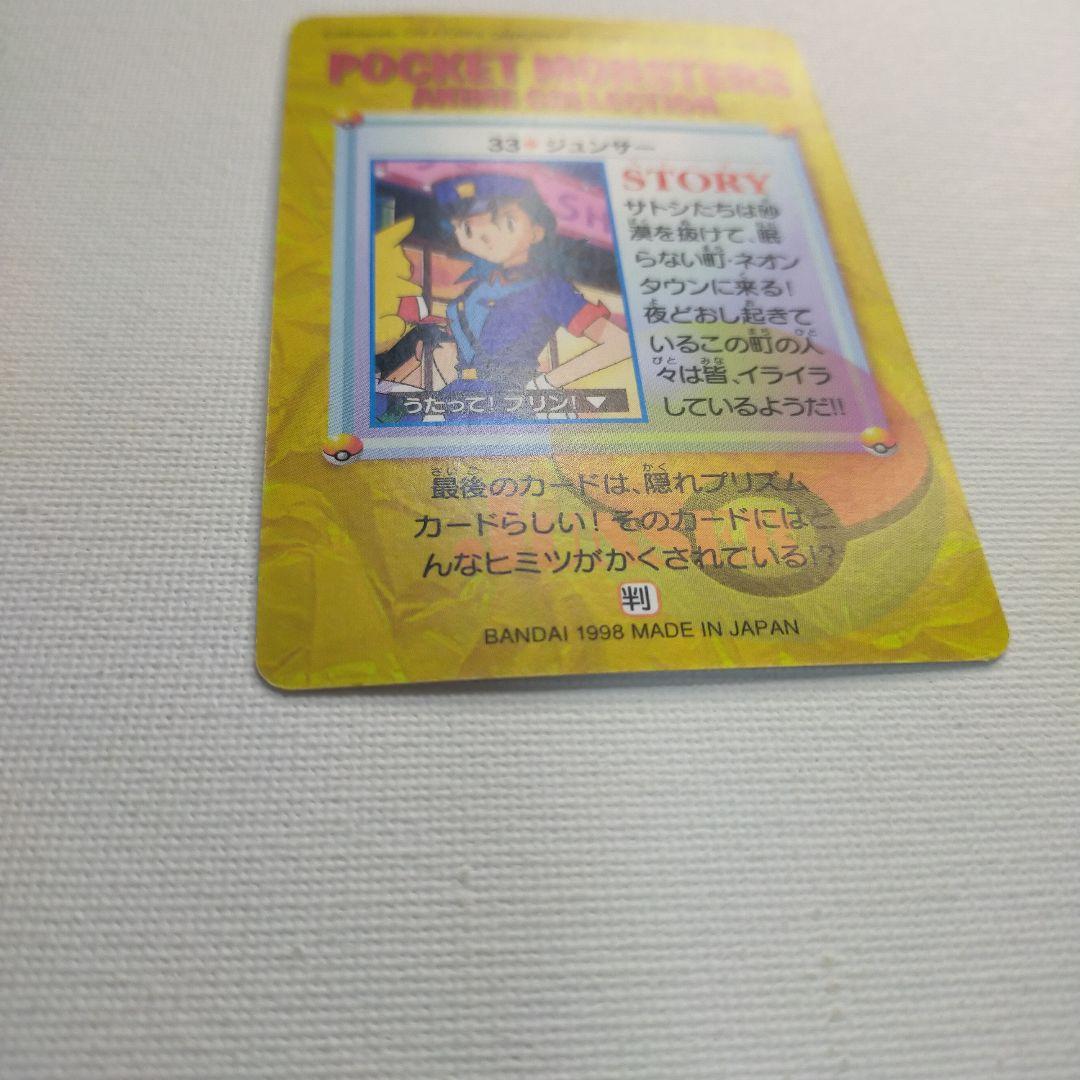 POCKET MONSTERS
ANIME COLLECTION
33 ジュンサー
STORY
サトシたちは砂
漠を抜けて、眠
らない町・ネオン
タウンに来る!
夜どおし起きて
いるこの町の人
々は皆、イライラ
しているようだ!!
うたって!プリン!▼
最後のカードは、隠れプリズム
カードらしい!そのカードにはど
んなヒミツがかくされている!?
判
BANDAI 1998 MADE IN JAPAN